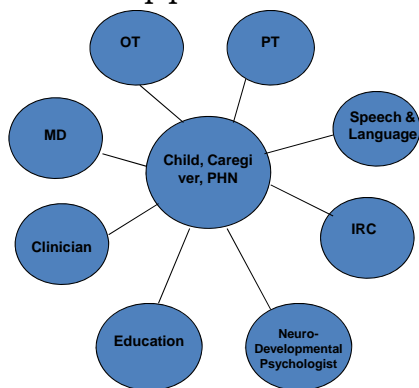 OT
PT
MD
Speech &
Language
Child, Caregi
ver, PHN
Clinician
IRC
Education
Neuro-
Developmental
Psychologist